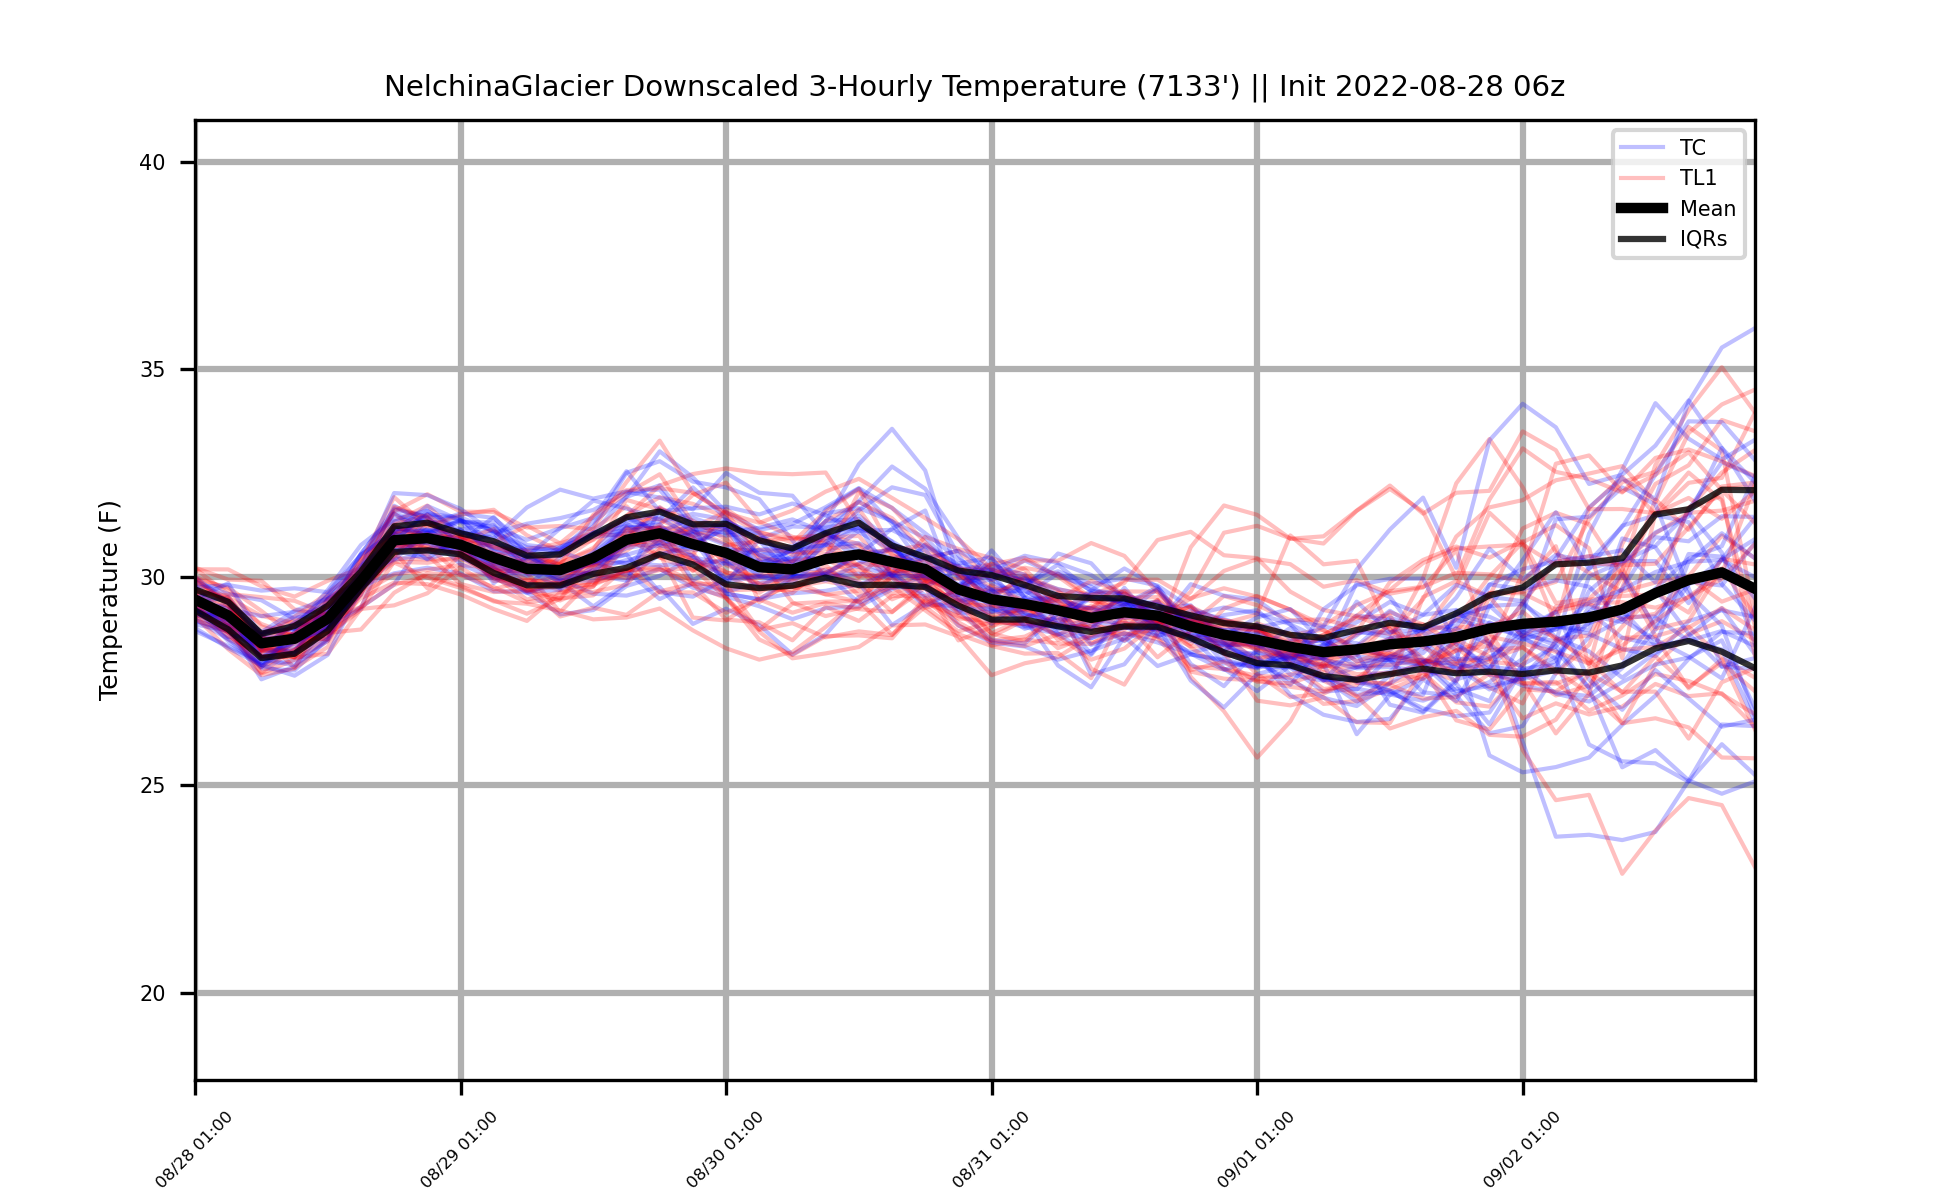 NelchinaGlacier Downscaled 3-Hourly Temperature (7133') || Init 2022-08-28 06z
TC
TL1
Mean
IQRs
Temperature (F)
40
35
30
25
20
08/28 01:00
08/29 01:00
08/30 01:00
08/31 01:00
09/01 01:00
09/02 01:00